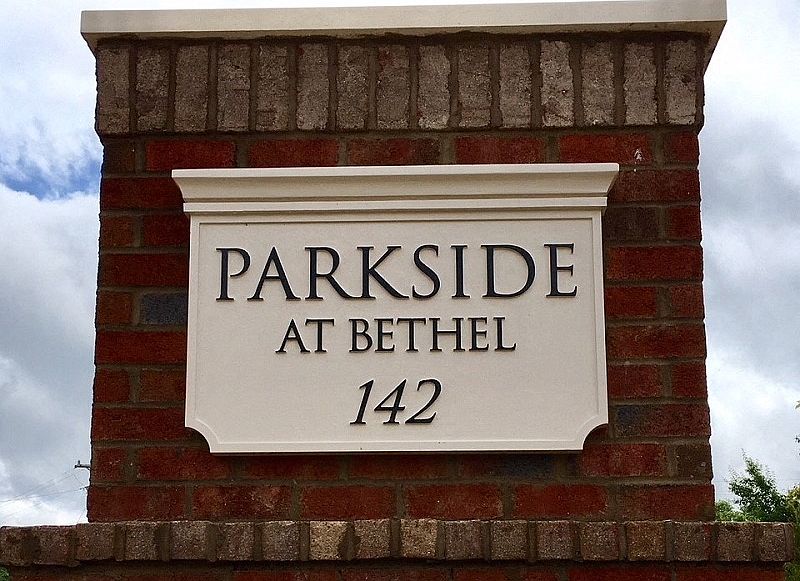 PARKSIDE
AT BETHEL
142